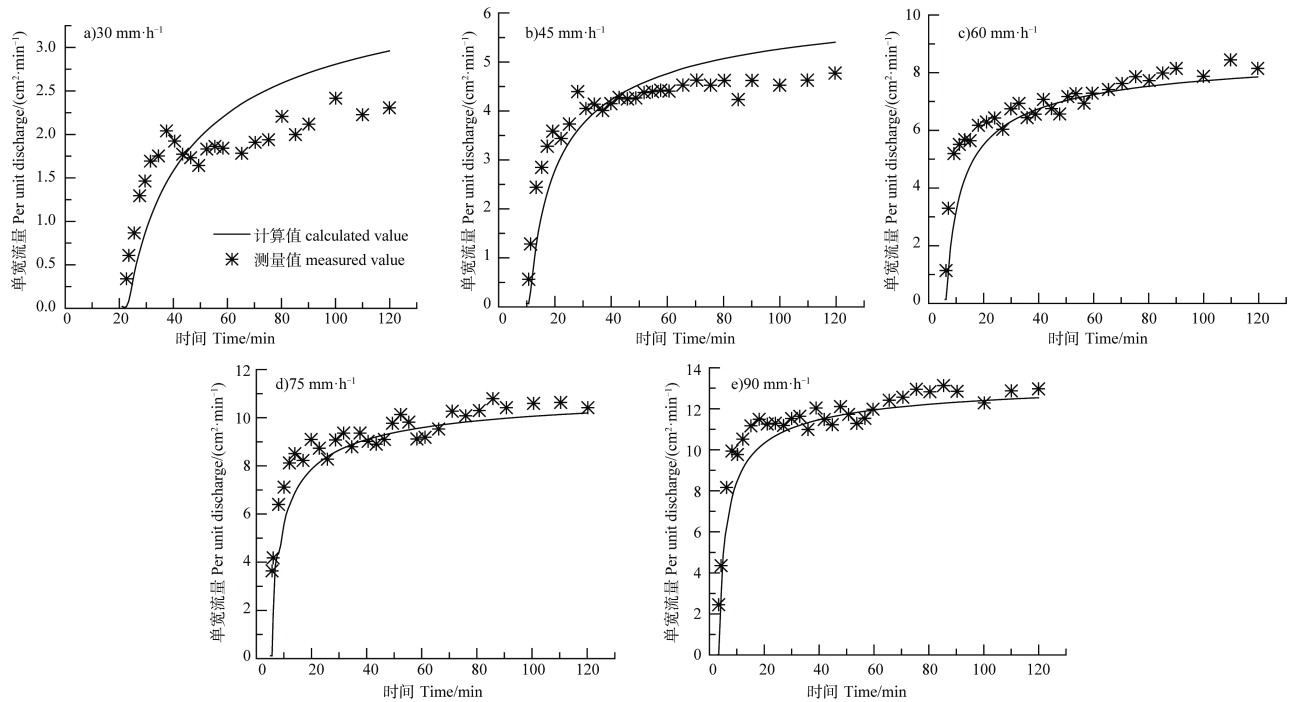 a)30 mm·h⁻¹
单宽流量 Per unit discharge/(cm²·min⁻¹)
3.0
2.5
2.0
1.5
1.0
0.5
0.0
计算值 calculated value
测量值 measured value
0 20 40 60 80 100 120
时间 Time/min
b)45 mm·h⁻¹
单宽流量 Per unit discharge/(cm²·min⁻¹)
6
5
4
3
2
1
0
0 20 40 60 80 100 120
时间 Time/min
c)60 mm·h⁻¹
单宽流量 Per unit discharge/(cm²·min⁻¹)
10
8
6
4
2
0
0 20 40 60 80 100 120
时间 Time/min
d)75 mm·h⁻¹
单宽流量 Per unit discharge/(cm²·min⁻¹)
12
10
8
6
4
2
0
0 20 40 60 80 100 120
时间 Time/min
e)90 mm·h⁻¹
单宽流量 Per unit discharge/(cm²·min⁻¹)
14
12
10
8
6
4
2
0
0 20 40 60 80 100 120
时间 Time/min